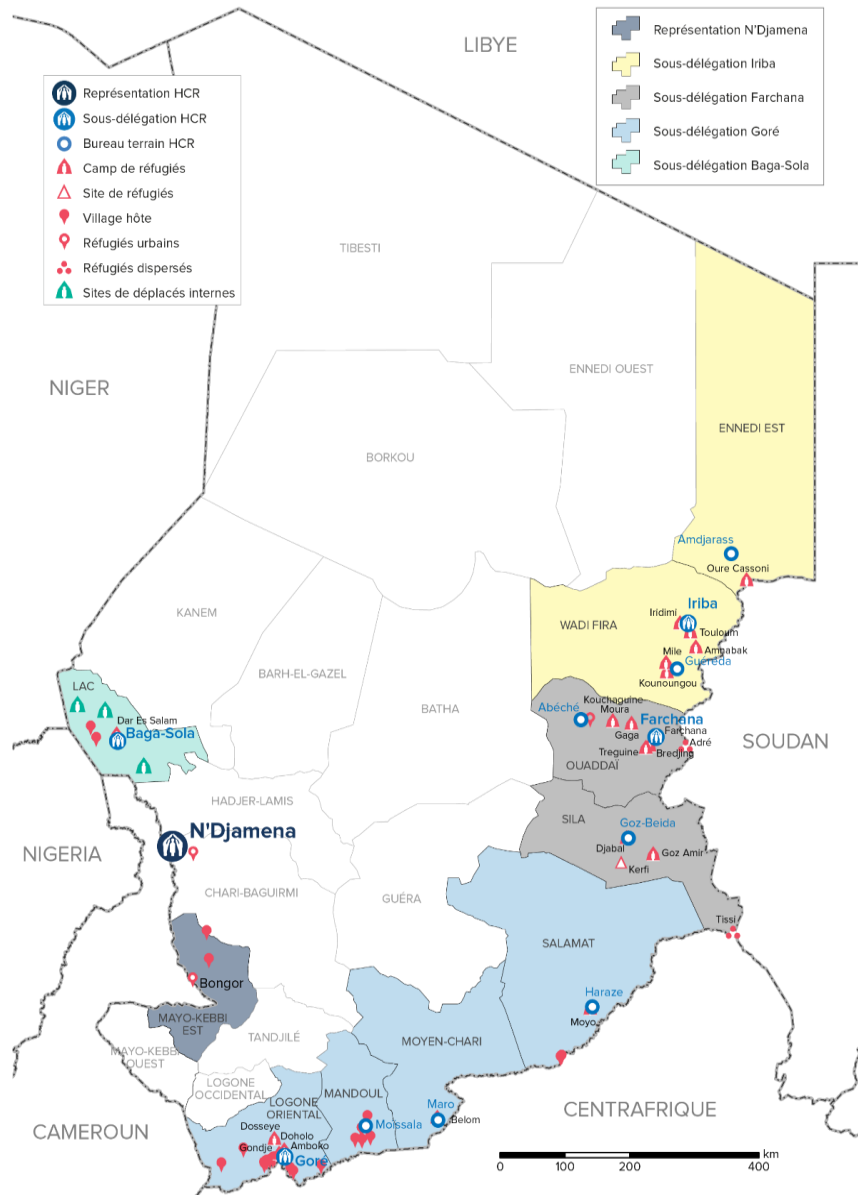 LIBYE
Représentation HCR
Sous-délégation HCR
Bureau terrain HCR
Camp de réfugiés
Site de réfugiés
Village hôte
Réfugiés urbains
Réfugiés dispersés
Sites de déplacés internes
Représentation N'Djamena
Sous-délégation Iriba
Sous-délégation Farchana
Sous-délégation Goré
Sous-délégation Baga-Sola
TIBESTI
NIGER
ENNEDI OUEST
ENNEDI EST
BORKOU
Amdjarass
Oure Cassoni
KANEM
Iriba
Iridimi
WADI FIRA
Touloum
Amnabak
Mile
Guéréda
Kounoungou
BARH-EL-GAZEL
LAC
BATHA
Kouchaguine
Moura
Abéché
Farchana
Farchana
Dar Es Salam
Baga-Sola
Gaga
Adré
Treguine
Bredjing
OUADDAÏ
SOUDAN
HADJER-LAMIS
N'Djamena
SILA
Goz-Beida
Djabal
Goz Amir
Kerfi
NIGERIA
CHARI-BAGUIRMI
GUÉRA
Tissi
SALAMAT
Bongor
Haraze
Moyo
MAYO-KEBBI
EST
TANDJILÉ
MOYEN-CHARI
MAYO-KEBBI
OUEST
LOGONE
OCCIDENTAL
MANDOUL
LOGONE
ORIENTAL
Maro
Belom
Moïssala
CENTRAFRIQUE
CAMEROUN
Dosseye
Doholo
Gondje
Amboko
Goré
km
0 100 200 400